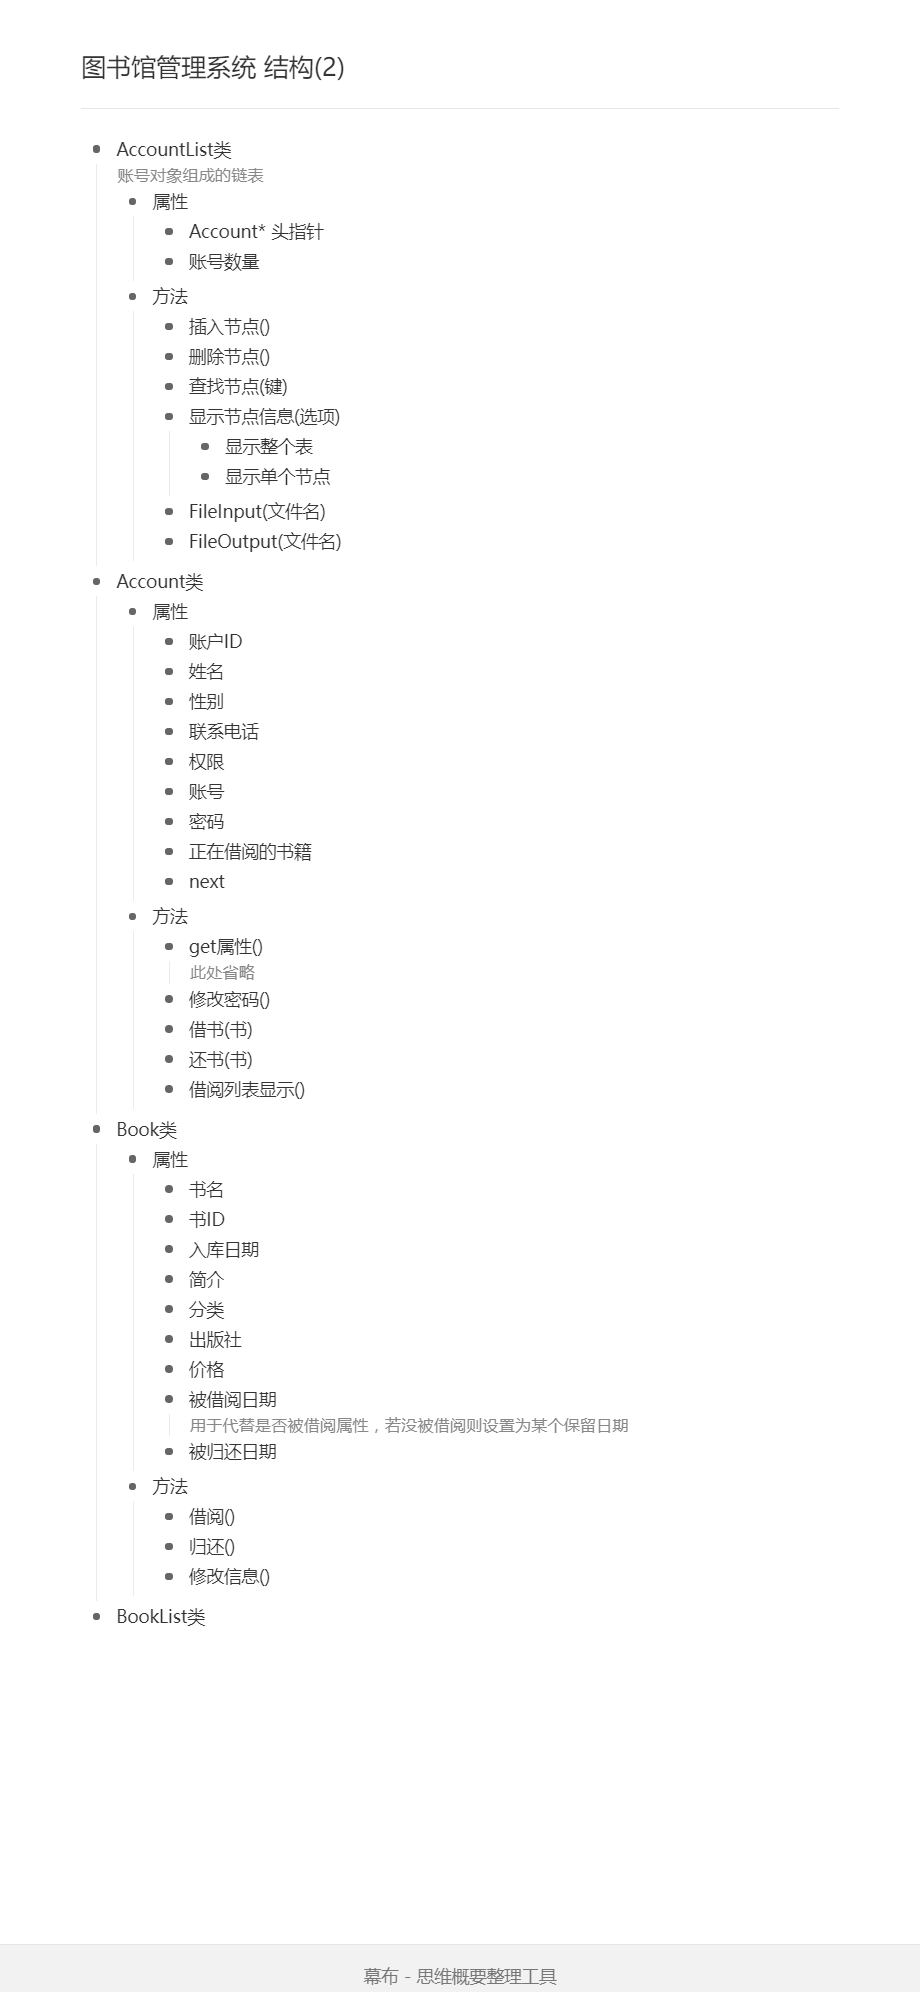 图书馆管理系统 结构(2)
AccountList类
账号对象组成的链表
属性
Account* 头指针
账号数量
方法
插入节点()
删除节点()
查找节点(键)
显示节点信息(选项)
显示整个表
显示单个节点
FileInput(文件名)
FileOutput(文件名)
Account类
属性
账户ID
姓名
性别
联系电话
权限
账号
密码
正在借阅的书籍
next
方法
get属性()
此处省略
修改密码()
借书(书)
还书(书)
借阅列表显示()
Book类
属性
书名
书ID
入库日期
简介
分类
出版社
价格
被借阅日期
用于代替是否被借阅属性，若没被借阅则设置为某个保留日期
被归还日期
方法
借阅()
归还()
修改信息()
BookList类
幕布 - 思维概要整理工具